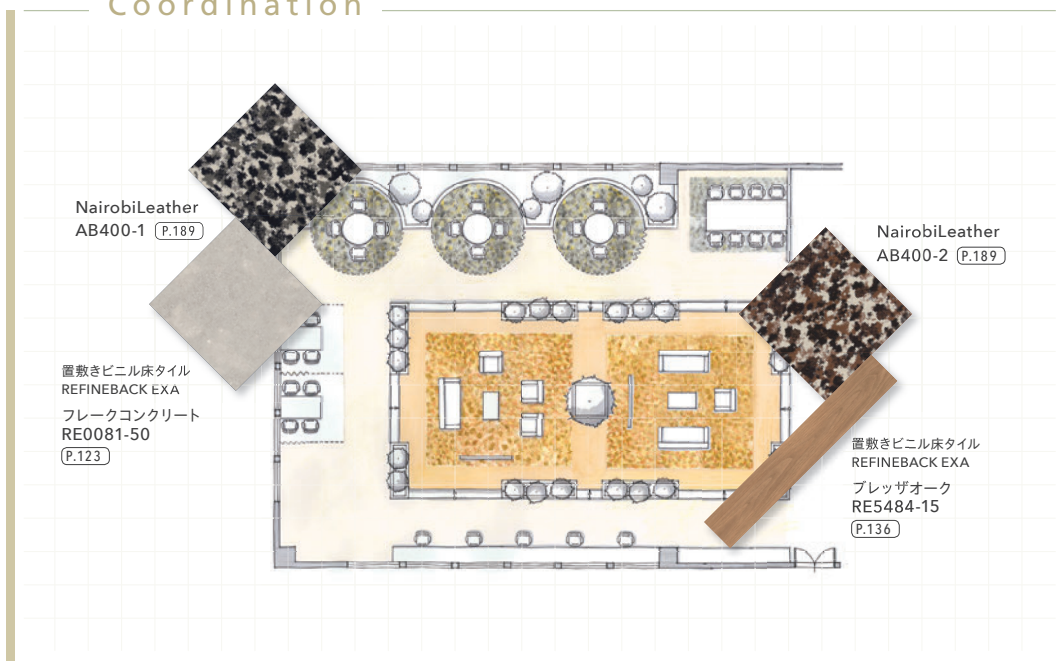 Coordination
NairobiLeather
AB400-1 P.189
置敷きビニル床タイル
REFINEBACK EXA
フレークコンクリート
RE0081-50
P.123
NairobiLeather
AB400-2 P.189
置敷きビニル床タイル
REFINEBACK EXA
ブレッザオーク
RE5484-15
P.136